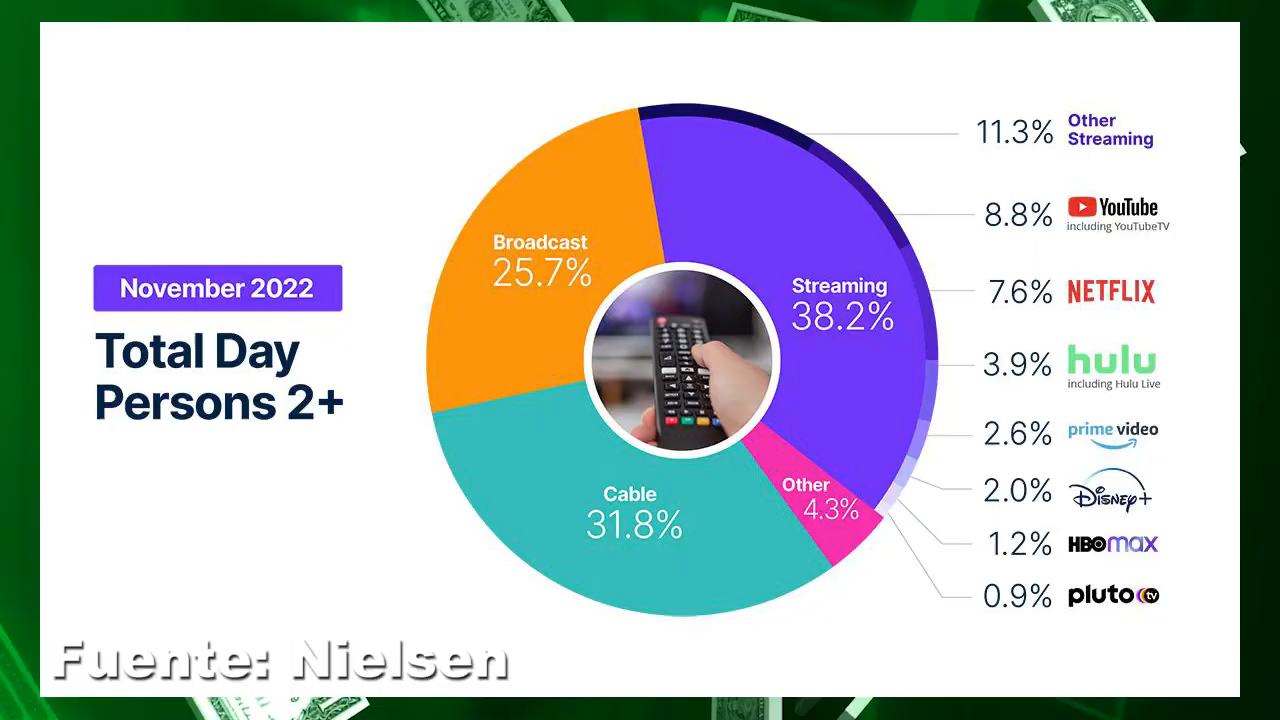 November 2022
Total Day
Persons 2+
Broadcast
25.7%
Streaming
38.2%
Cable
31.8%
Other
4.3%
11.3% Other
Streaming
8.8% YouTube
including YouTubeTV
7.6% NETFLIX
3.9% hulu
including Hulu Live
2.6% prime video
2.0% Disney+
1.2% HBOmax
0.9% pluto tv
Fuente: Nielsen